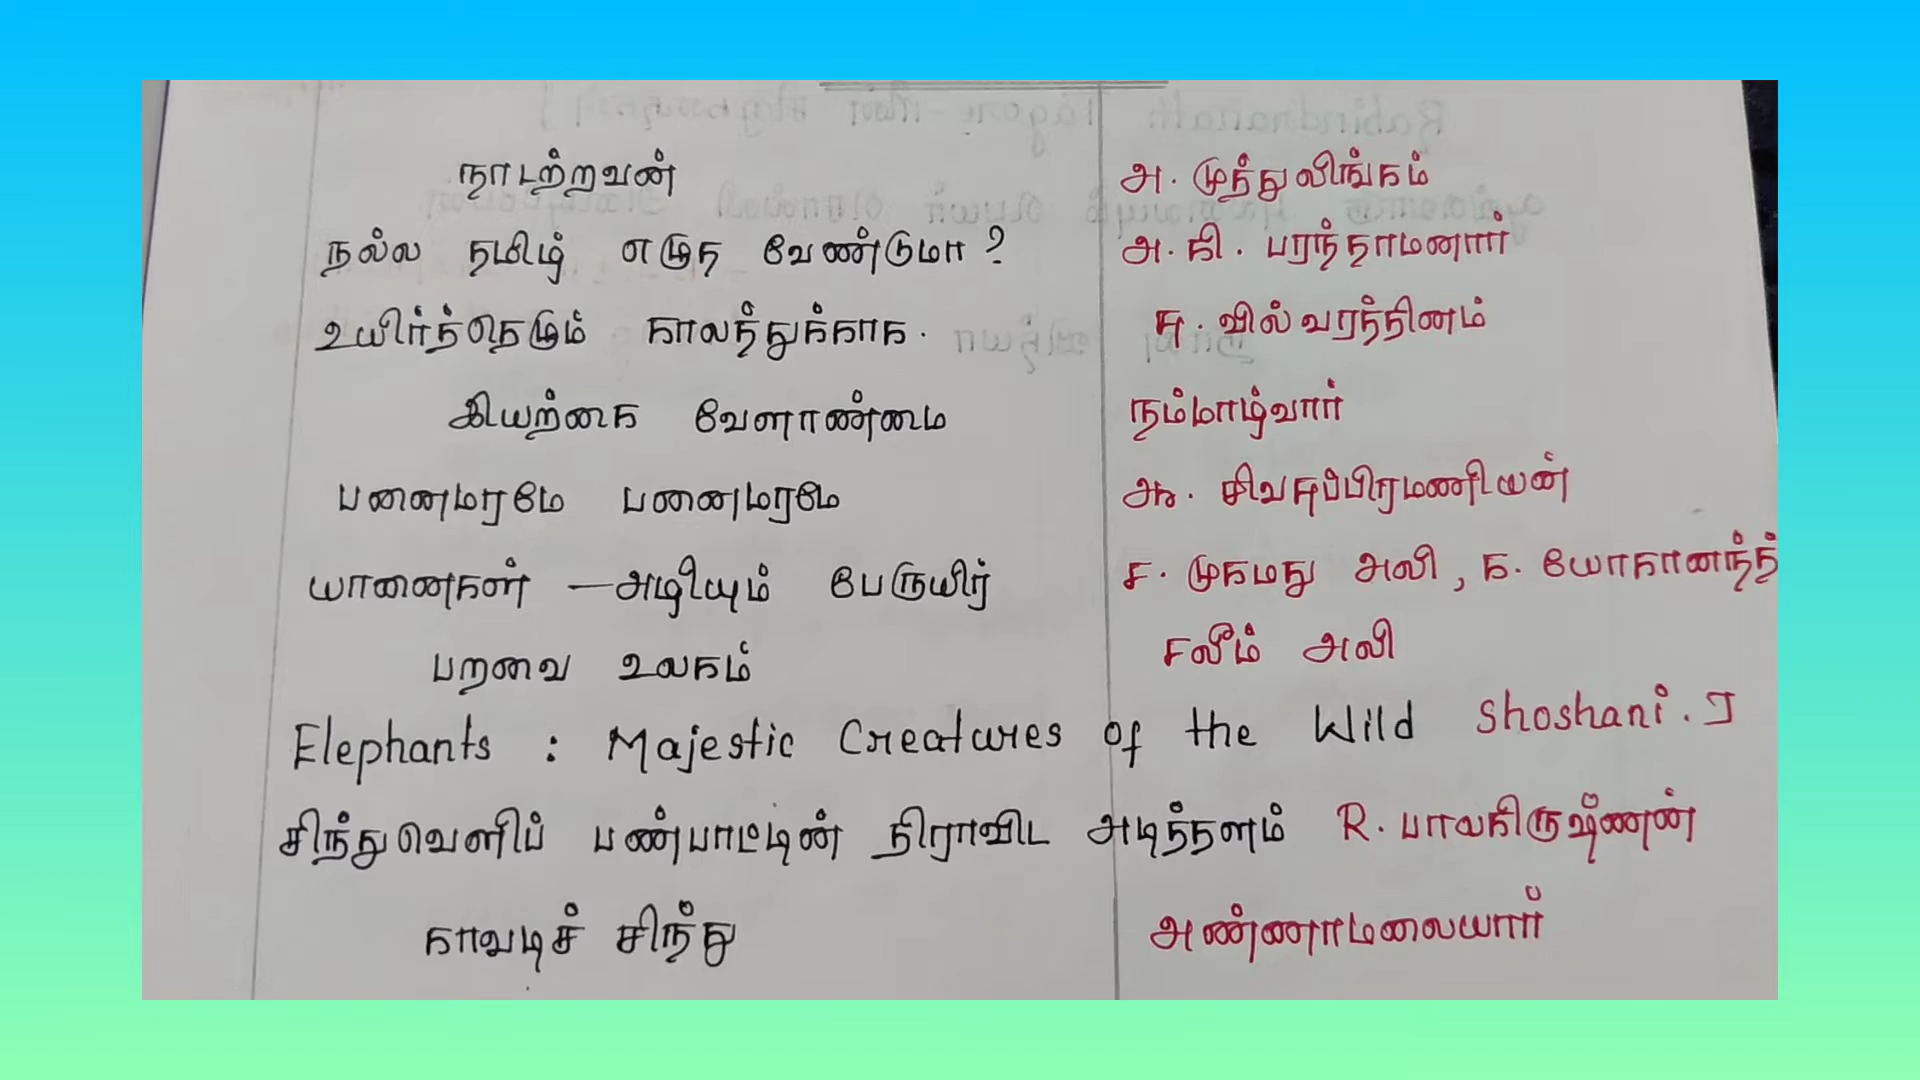 நாடற்றவன் அ. முத்துலிங்கம்
நல்ல தமிழ் எழுத வேண்டுமா? அ. கி. பரந்தாமனார்
உயிர்த்தெழும் காலத்துக்காக. சு. வில்வரத்தினம்
இயற்கை வேளாண்மை நம்மாழ்வார்
பனைமரமே பனைமரமே ஆ. சிவசுப்பிரமணியன்
யானைகள் – அழியும் பேருயிர் ச. முகமது அலி, க. யோகானந்த்
பறவை உலகம் சலீம் அலி
Elephants : Majestic Creatures of the Wild Shoshani. J
சிந்துவெளிப் பண்பாட்டின் திராவிட அடித்தளம் R. பாலகிருஷ்ணன்
காவடிச் சிந்து அண்ணாமலையார்